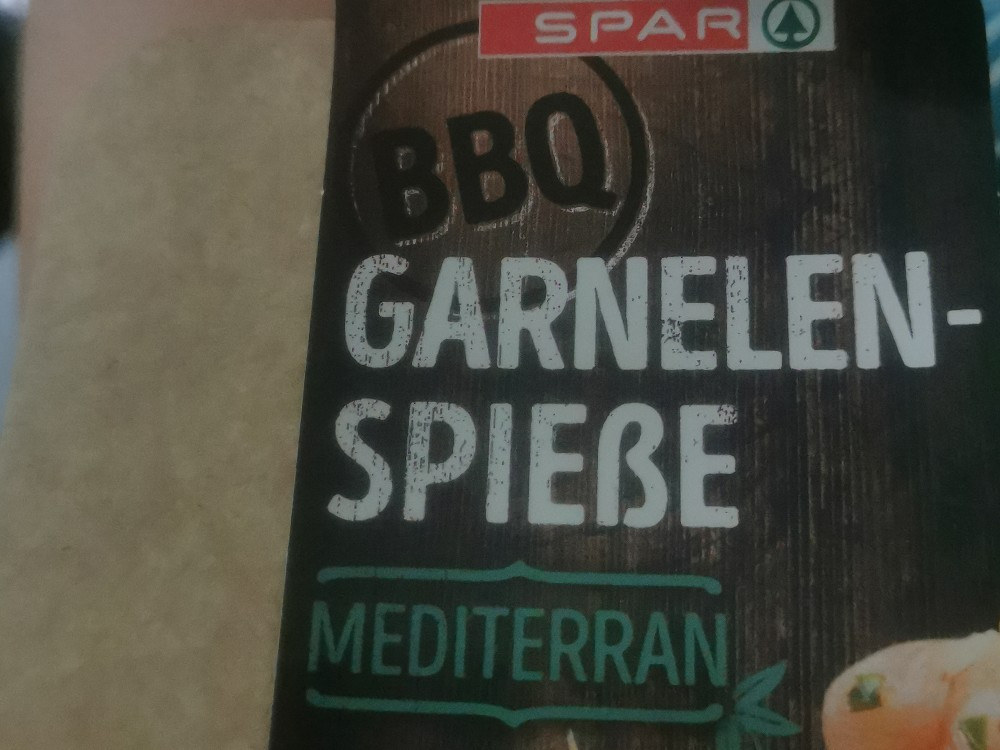 SPAR
BBQ
GARNELEN-
SPIEßE
MEDITERRAN